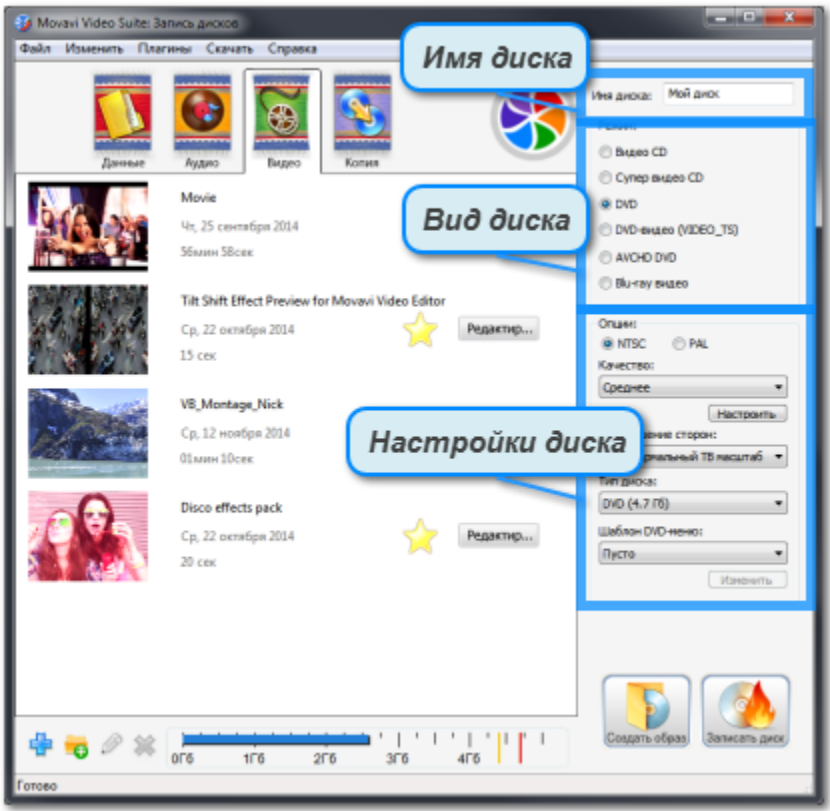 Movavi Video Suite: Запись дисков
Файл Изменить Плагины Скачать Справка
Имя диска
Имя диска: Мой диск
Данные Аудио Видео Копия
Видео CD
Супер видео CD
DVD
DVD-видео (VIDEO_TS)
AVCHD DVD
Blu-ray видео
Вид диска
Movie
Чт, 25 сентября 2014
56мин 58сек
Tilt Shift Effect Preview for Movavi Video Editor
Ср, 22 октября 2014
Редактир...
15 сек
VB_Montage_Nick
Ср, 12 ноября 2014
01мин 10сек
Disco effects pack
Ср, 22 октября 2014
Редактир...
20 сек
Опции:
NTSC PAL
Качество:
Среднее
Настроить
Настройки диска
сторон:
ТВ масштаб
Тип диска:
DVD (4.7 Гб)
Шаблон DVD-меню:
Пусто
Изменить
Создать образ Записать диск
0Гб 1Гб 2Гб 3Гб 4Гб
Готово